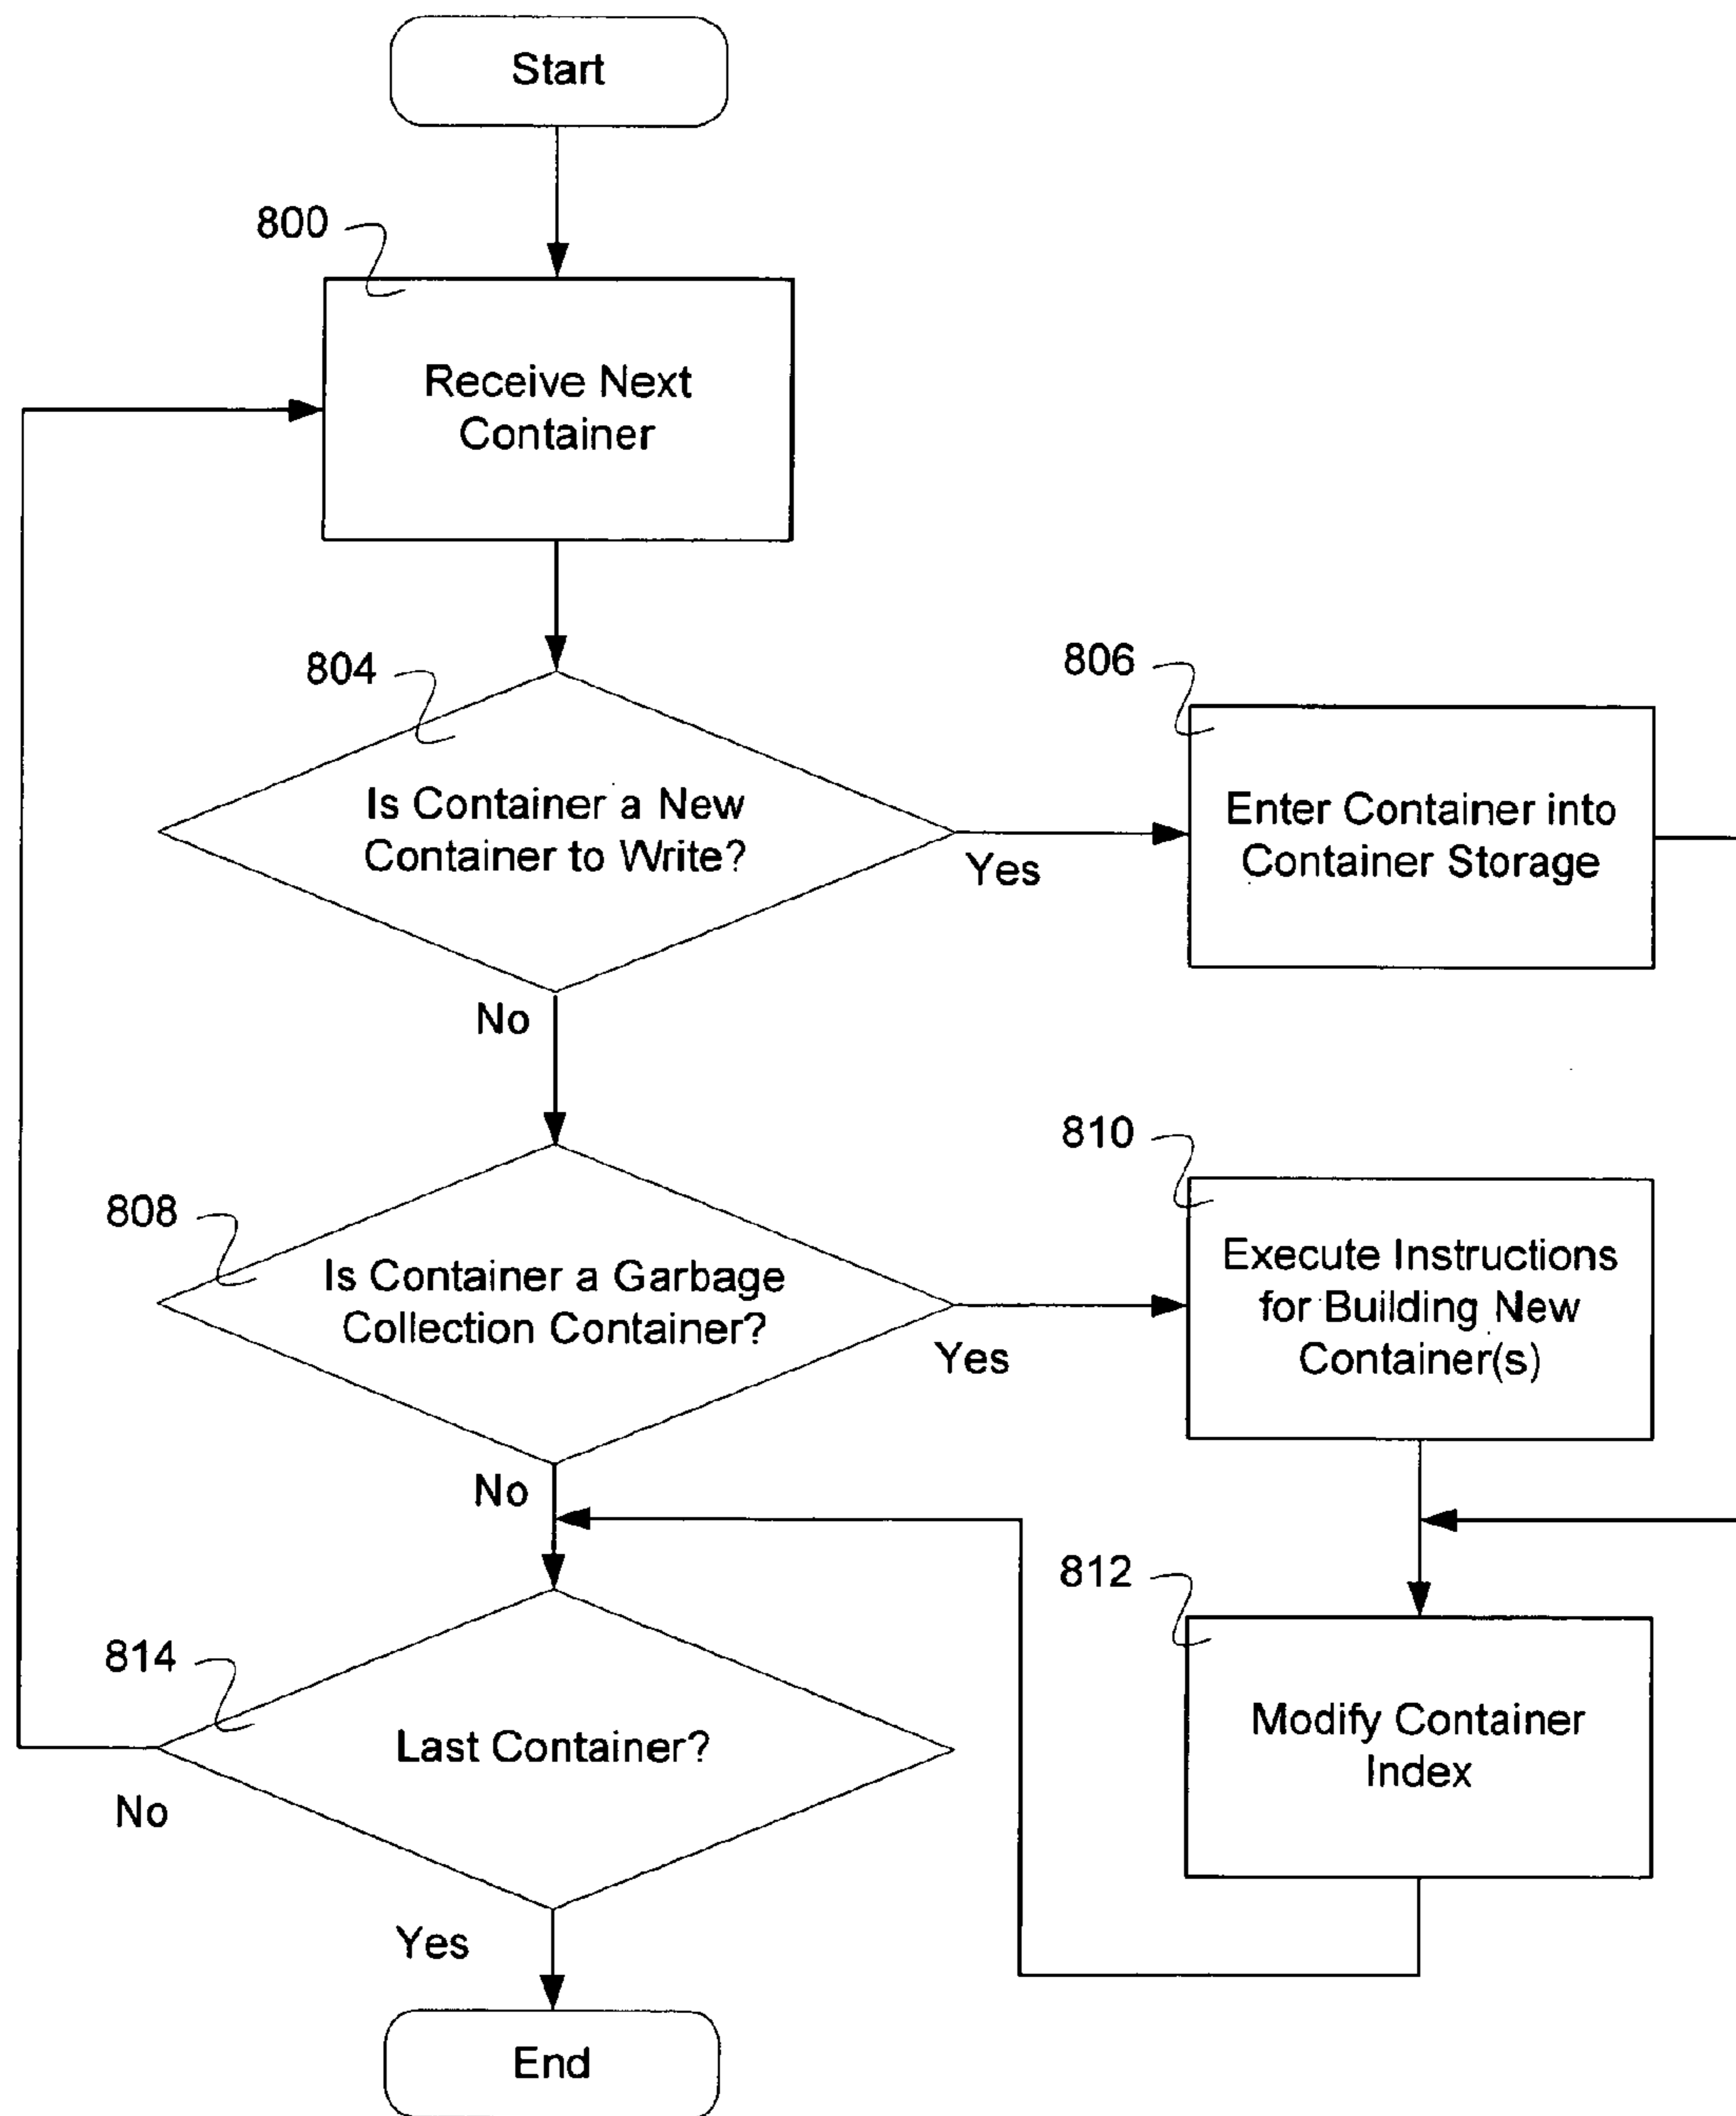 Start
800
Receive Next
Container
804
Is Container a New
Container to Write?
Yes
No
806
Enter Container into
Container Storage
808
Is Container a Garbage
Collection Container?
Yes
No
810
Execute Instructions
for Building New
Container(s)
812
Modify Container
Index
814
Last Container?
No
Yes
End